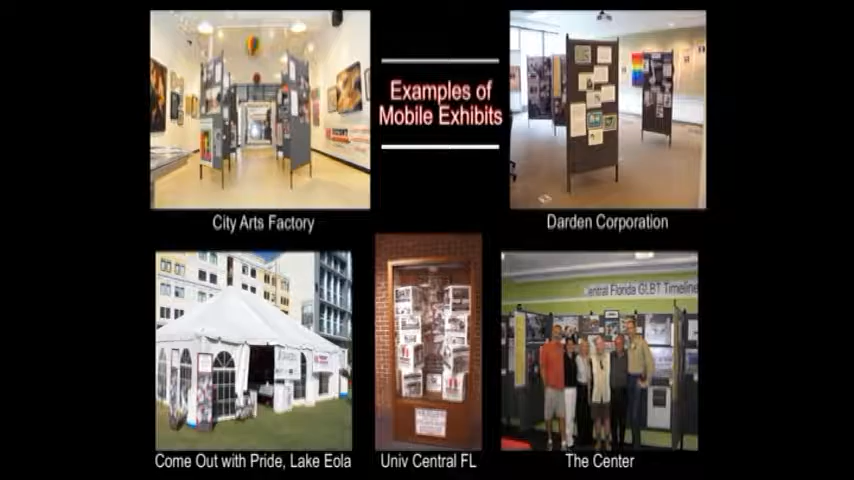 Examples of
Mobile Exhibits
City Arts Factory
Darden Corporation
entral Florida GLBT Timeline
Come Out with Pride, Lake Eola
Univ Central FL
The Center